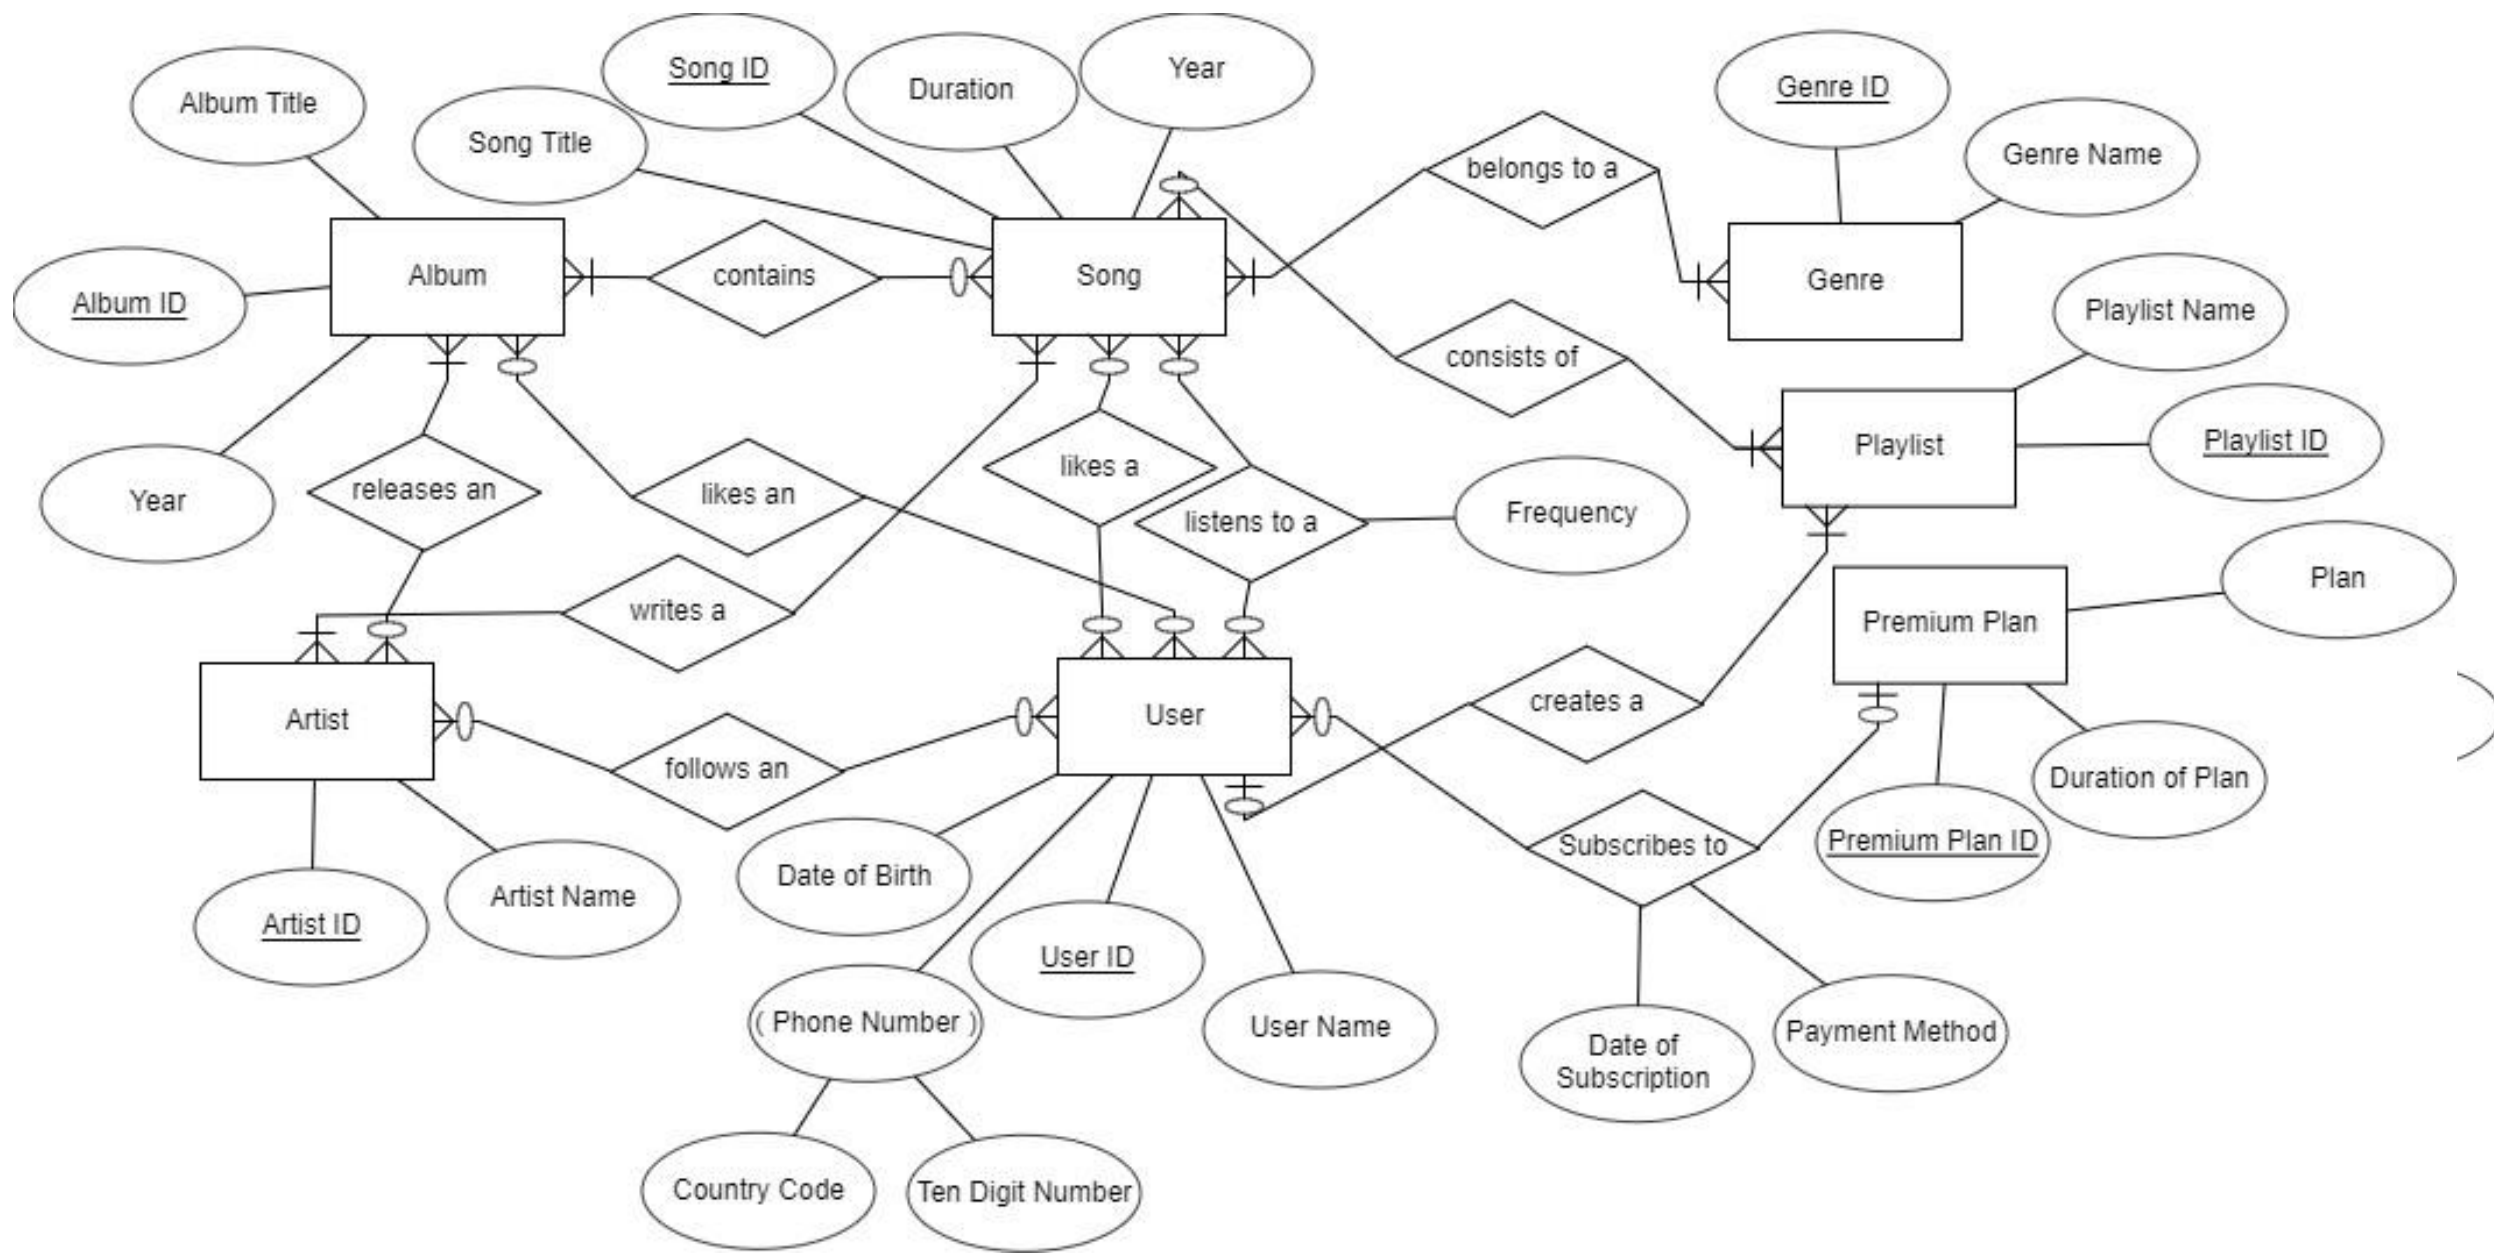 Song ID
Year
Duration
Genre ID
Album Title
Song Title
Genre Name
belongs to a
Album
contains
Song
Genre
Album ID
Playlist Name
consists of
Playlist
Playlist ID
likes a
releases an
likes an
Year
listens to a
Frequency
Plan
writes a
Premium Plan
creates a
Artist
User
follows an
Duration of Plan
Subscribes to
Premium Plan ID
Date of Birth
Artist Name
Artist ID
User ID
( Phone Number )
User Name
Payment Method
Date of
Subscription
Country Code
Ten Digit Number